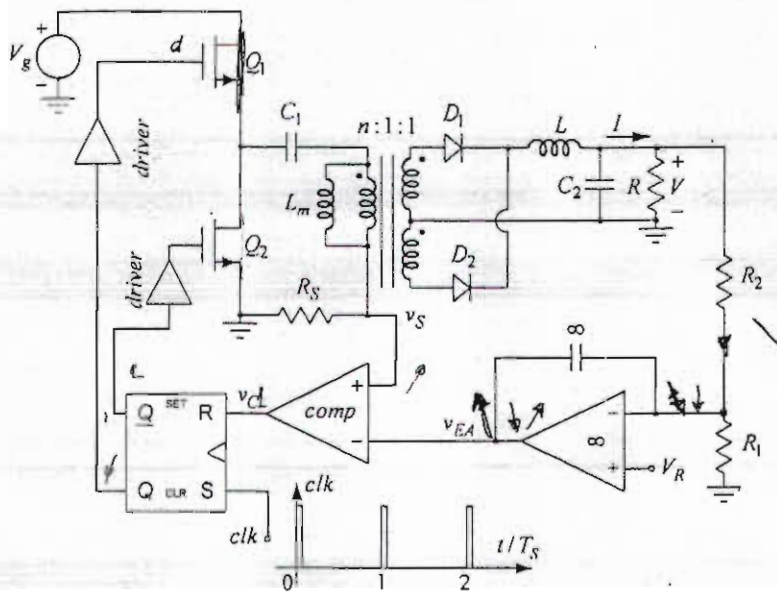 V_g
+
−
d
Q_1
driver
C_1
n:1:1
D_1
L
I
L_m
C_2
R
+
V
−
Q_2
driver
D_2
R_S
v_S
R_2
∞
Q SET R
v_C
+
comp
−
v_EA
−
∞
+
V_R
R_1
Q CLR S
clk
clk
t/T_S
0 1 2